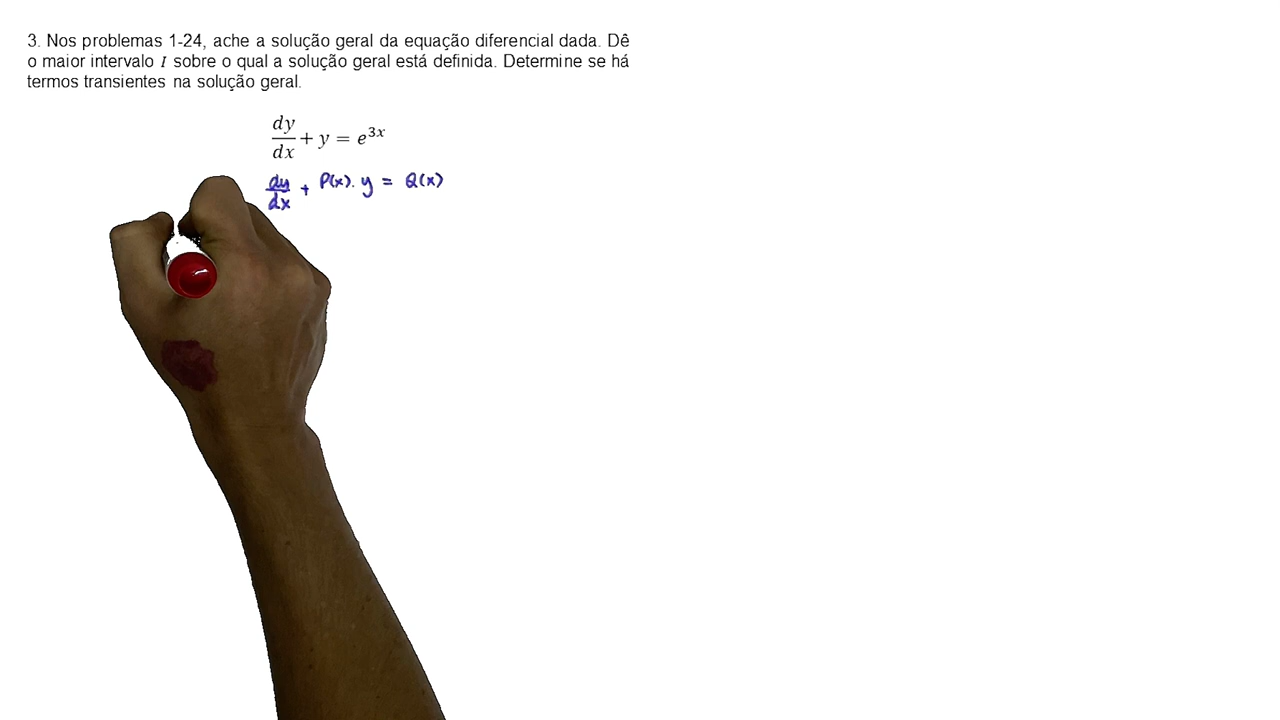 3. Nos problemas 1-24, ache a solução geral da equação diferencial dada. Dê
o maior intervalo I sobre o qual a solução geral está definida. Determine se há
termos transientes na solução geral.
dy/dx + y = e^{3x}
dy/dx + P(x). y = Q(x)